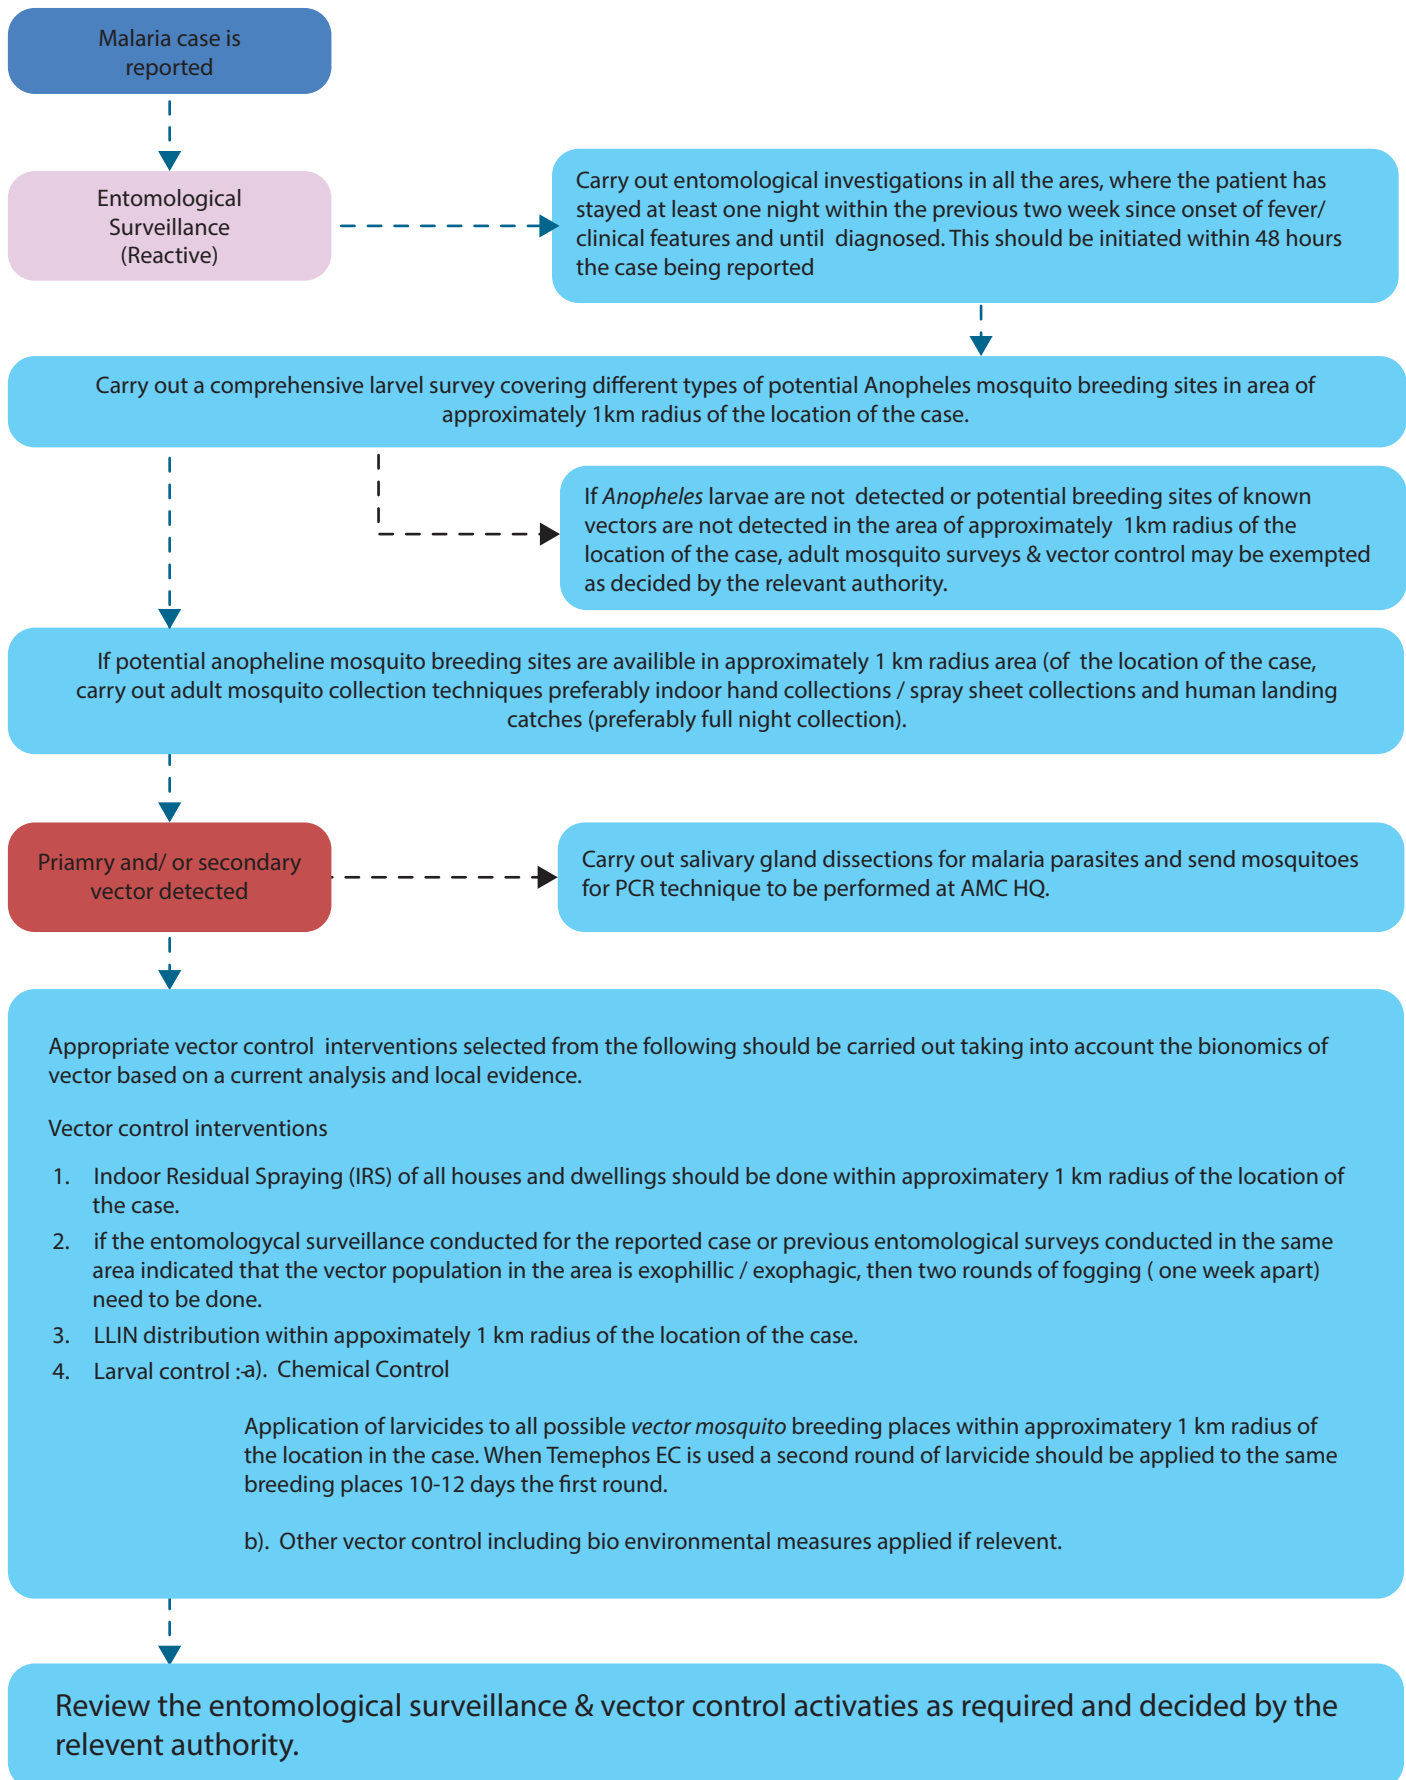 Malaria case is
reported
Entomological
Surveillance
(Reactive)
Carry out entomological investigations in all the ares, where the patient has
stayed at least one night within the previous two week since onset of fever/
clinical features and until diagnosed. This should be initiated within 48 hours
the case being reported
Carry out a comprehensive larvel survey covering different types of potential Anopheles mosquito breeding sites in area of
approximately 1km radius of the location of the case.
If Anopheles larvae are not detected or potential breeding sites of known
vectors are not detected in the area of approximately 1km radius of the
location of the case, adult mosquito surveys & vector control may be exempted
as decided by the relevant authority.
If potential anopheline mosquito breeding sites are availible in approximately 1 km radius area (of the location of the case,
carry out adult mosquito collection techniques preferably indoor hand collections / spray sheet collections and human landing
catches (preferably full night collection).
Priamry and/ or secondary
vector detected
Carry out salivary gland dissections for malaria parasites and send mosquitoes
for PCR technique to be performed at AMC HQ.
Appropriate vector control interventions selected from the following should be carried out taking into account the bionomics of
vector based on a current analysis and local evidence.
Vector control interventions
1. Indoor Residual Spraying (IRS) of all houses and dwellings should be done within approximatery 1 km radius of the location of
the case.
2. if the entomologycal surveillance conducted for the reported case or previous entomological surveys conducted in the same
area indicated that the vector population in the area is exophillic / exophagic, then two rounds of fogging ( one week apart)
need to be done.
3. LLIN distribution within appoximately 1 km radius of the location of the case.
4. Larval control :-a). Chemical Control
Application of larvicides to all possible vector mosquito breeding places within approximatery 1 km radius of
the location in the case. When Temephos EC is used a second round of larvicide should be applied to the same
breeding places 10-12 days the first round.
b). Other vector control including bio environmental measures applied if relevent.
Review the entomological surveillance & vector control activaties as required and decided by the
relevent authority.